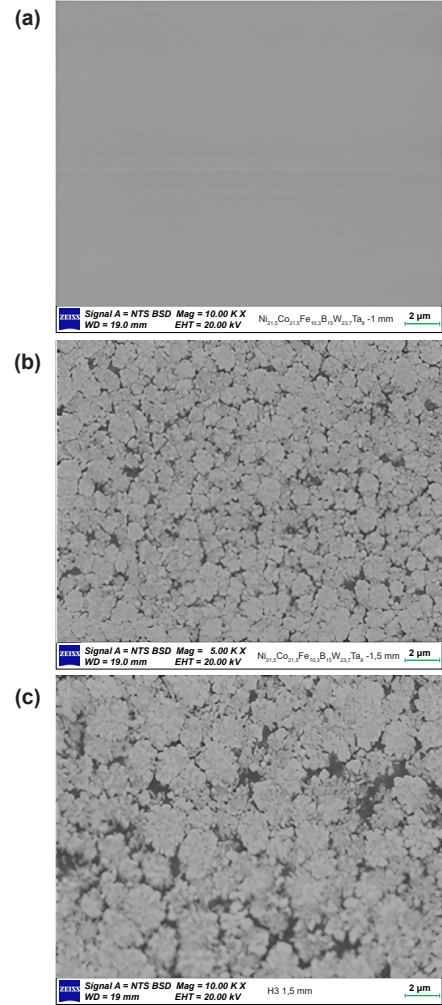 (a)
ZEISS Signal A = NTS BSD Mag = 10.00 K X Ni21,5Co21,5Fe10,3B15W23,7Ta8 -1 mm 2 µm
WD = 19.0 mm EHT = 20.00 kV
(b)
ZEISS Signal A = NTS BSD Mag = 5.00 K X Ni21,5Co21,5Fe10,3B15W23,7Ta8 -1,5 mm 2 µm
WD = 19.0 mm EHT = 20.00 kV
(c)
ZEISS Signal A = NTS BSD Mag = 10.00 K X H3 1,5 mm 2 µm
WD = 19 mm EHT = 20.00 kV